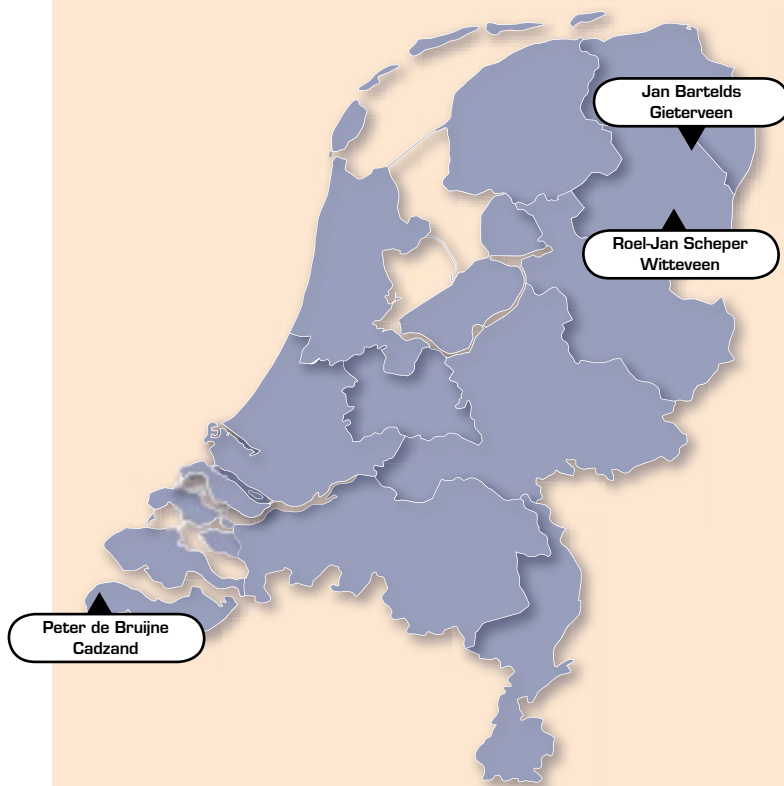 Jan Bartelds
Gieterveen
Roel-Jan Scheper
Witteveen
Peter de Bruijne
Cadzand